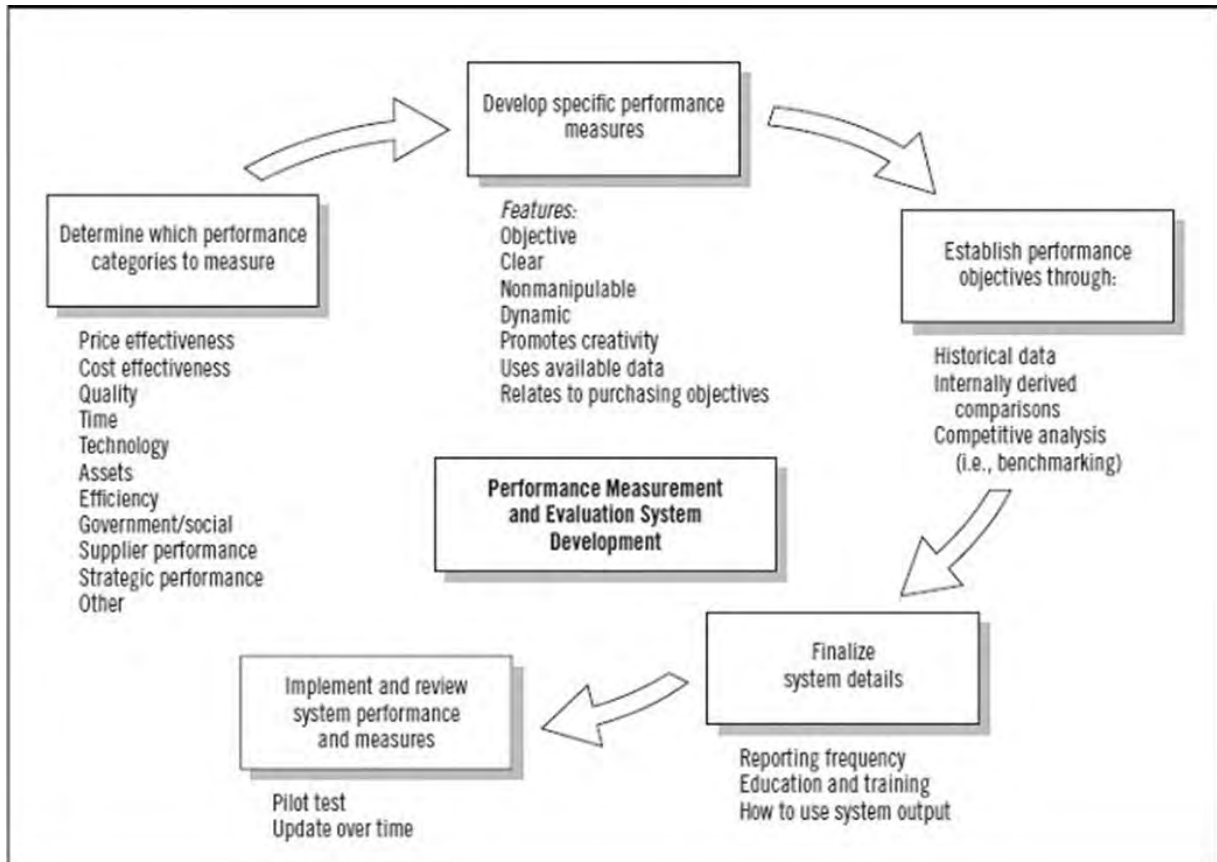 Develop specific performance
measures
Features:
Objective
Clear
Nonmanipulable
Dynamic
Promotes creativity
Uses available data
Relates to purchasing objectives
Determine which performance
categories to measure
Price effectiveness
Cost effectiveness
Quality
Time
Technology
Assets
Efficiency
Government/social
Supplier performance
Strategic performance
Other
Establish performance
objectives through:
Historical data
Internally derived
comparisons
Competitive analysis
(i.e., benchmarking)
Performance Measurement
and Evaluation System
Development
Finalize
system details
Reporting frequency
Education and training
How to use system output
Implement and review
system performance
and measures
Pilot test
Update over time